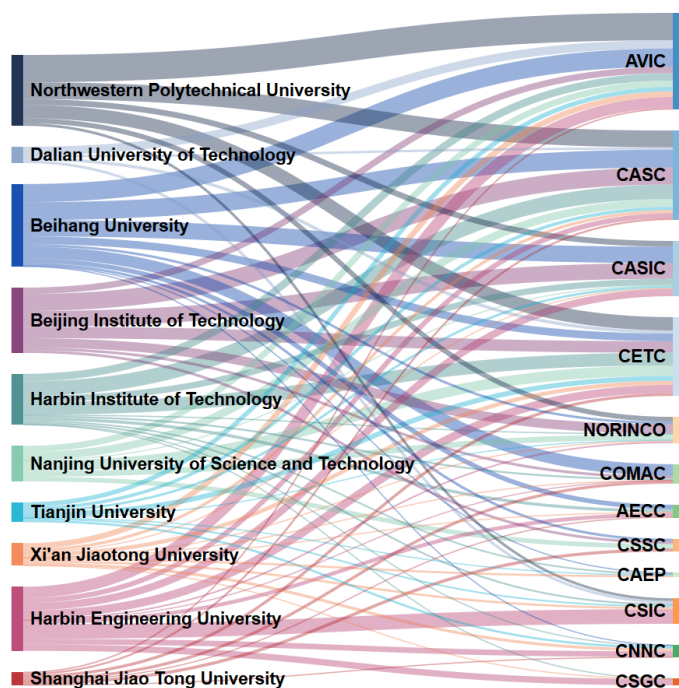 Northwestern Polytechnical University
Dalian University of Technology
Beihang University
Beijing Institute of Technology
Harbin Institute of Technology
Nanjing University of Science and Technology
Tianjin University
Xi'an Jiaotong University
Harbin Engineering University
Shanghai Jiao Tong University
AVIC
CASC
CASIC
CETC
NORINCO
COMAC
AECC
CSSC
CAEP
CSIC
CNNC
CSGC